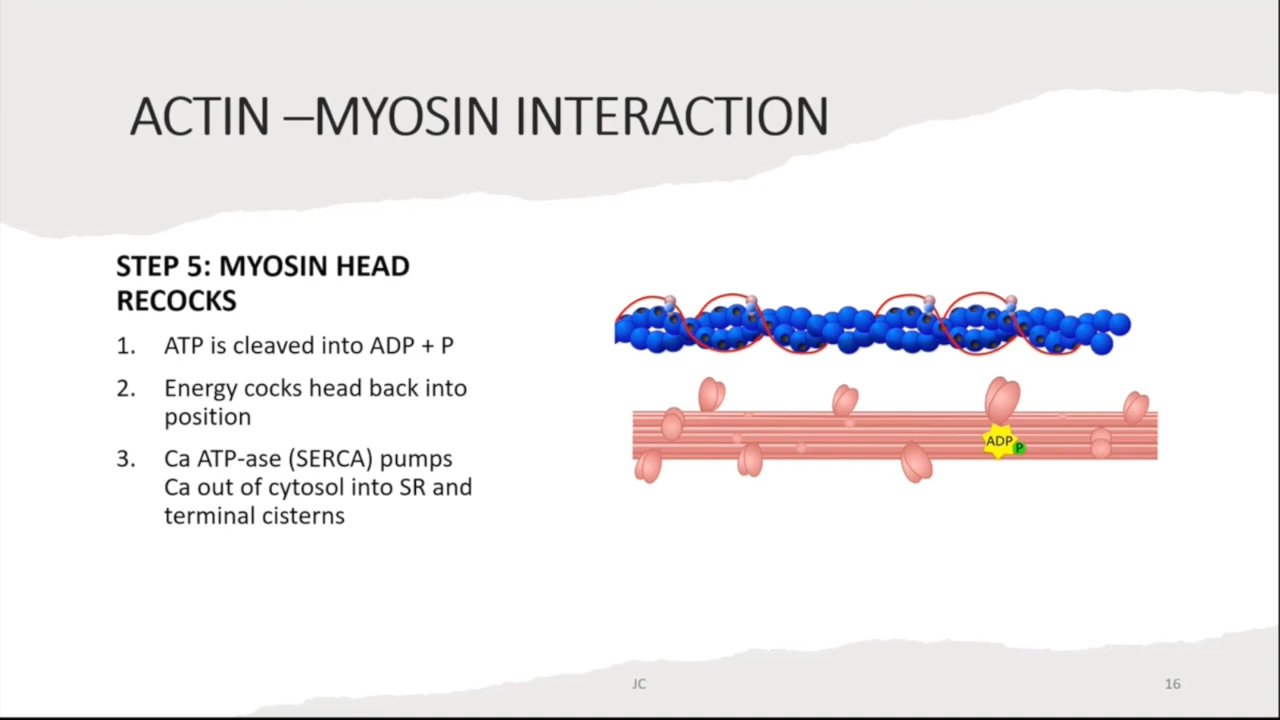 ACTIN –MYOSIN INTERACTION
STEP 5: MYOSIN HEAD
RECOCKS
1. ATP is cleaved into ADP + P
2. Energy cocks head back into
position
3. Ca ATP-ase (SERCA) pumps
Ca out of cytosol into SR and
terminal cisterns
ADP
P
JC
16